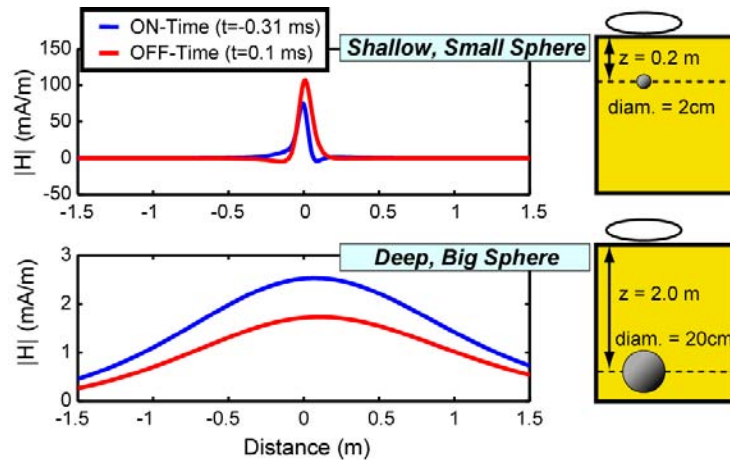 ON-Time (t=-0.31 ms)
OFF-Time (t=0.1 ms)
Shallow, Small Sphere
150
100
50
0
50
|H| (mA/m)
-1.5 -1 -0.5 0 0.5 1 1.5
z = 0.2 m
diam. = 2cm
Deep, Big Sphere
3
2
1
0
|H| (mA/m)
-1.5 -1 -0.5 0 0.5 1 1.5
Distance (m)
z = 2.0 m
diam. = 20cm